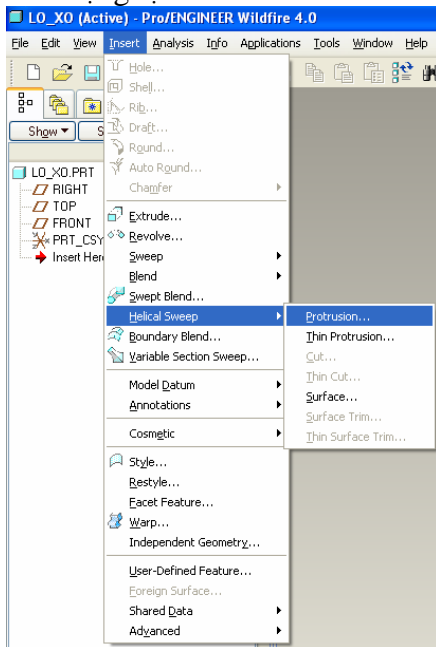 LO_XO (Active) - Pro/ENGINEER Wildfire 4.0
File Edit View Insert Analysis Info Applications Tools Window Help
Show
LO_XO.PRT
RIGHT
TOP
FRONT
PRT_CSY
Insert Her
Hole...
Shell...
Rib...
Draft...
Round...
Auto Round...
Chamfer
Extrude...
Revolve...
Sweep
Blend
Swept Blend...
Helical Sweep
Boundary Blend...
Variable Section Sweep...
Model Datum
Annotations
Cosmetic
Style...
Restyle...
Facet Feature...
Warp...
Independent Geometry...
User-Defined Feature...
Foreign Surface...
Shared Data
Advanced
Protrusion...
Thin Protrusion...
Cut...
Thin Cut...
Surface...
Surface Trim...
Thin Surface Trim...